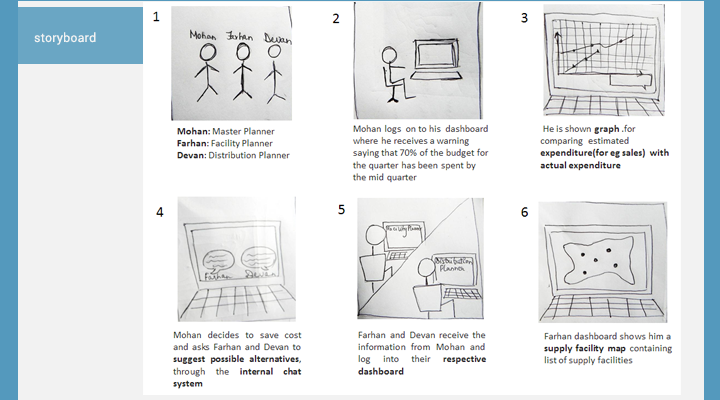 storyboard
1
Mohan Farhan Devan
Mohan: Master Planner
Farhan: Facility Planner
Devan: Distribution Planner
2
Mohan logs on to his dashboard
where he receives a warning
saying that 70% of the budget for
the quarter has been spent by
the mid quarter
3
He is shown graph .for
comparing estimated
expenditure(for eg sales) with
actual expenditure
4
Farhan Devan
Mohan decides to save cost
and asks Farhan and Devan to
suggest possible alternatives,
through the internal chat
system
5
Facility Planner
Distribution
Planner
Farhan and Devan receive the
information from Mohan and
log into their respective
dashboard
6
Farhan dashboard shows him a
supply facility map containing
list of supply facilities